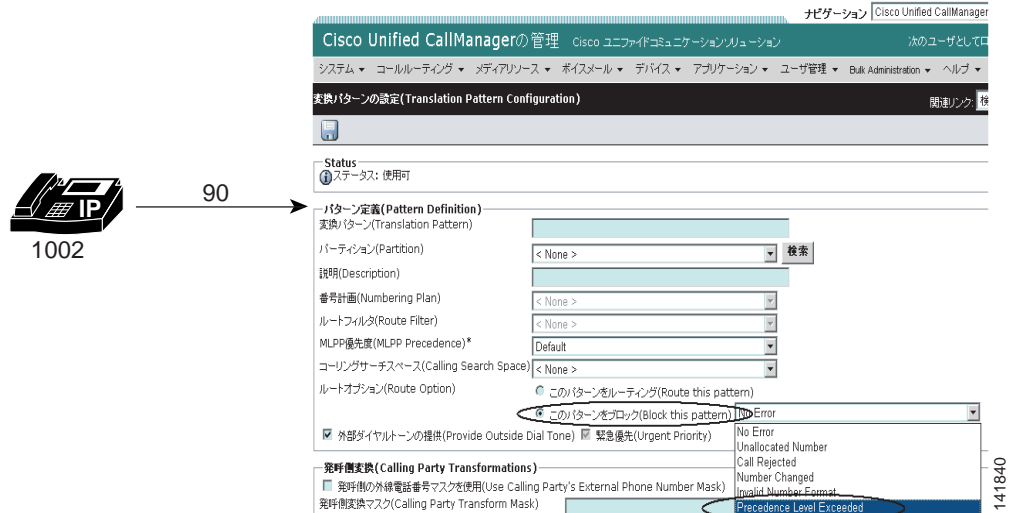 ナビゲーション Cisco Unified CallManager
Cisco Unified CallManagerの管理 Cisco ユニファイドコミュニケーションソリューション 次のユーザとしてロ
システム コールルーティング メディアリソース ボイスメール デバイス アプリケーション ユーザ管理 Bulk Administration ヘルプ
変換パターンの設定(Translation Pattern Configuration) 関連リンク: 検
Status
ステータス: 使用可
IP
1002
90
パターン定義(Pattern Definition)
変換パターン(Translation Pattern)
パーティション(Partition) < None > 検索
説明(Description)
番号計画(Numbering Plan) < None >
ルートフィルタ(Route Filter) < None >
MLPP優先度(MLPP Precedence)* Default
コーリングサーチスペース(Calling Search Space) < None >
ルートオプション(Route Option) このパターンをルーティング(Route this pattern)
このパターンをブロック(Block this pattern) No Error
外部ダイヤルトーンの提供(Provide Outside Dial Tone) 緊急優先(Urgent Priority)
No Error
Unallocated Number
Call Rejected
Number Changed
Invalid Number Format
Precedence Level Exceeded
発呼側変換(Calling Party Transformations)
発呼側の外線電話番号マスクを使用(Use Calling Party's External Phone Number Mask)
発呼側変換マスク(Calling Party Transform Mask)
141840